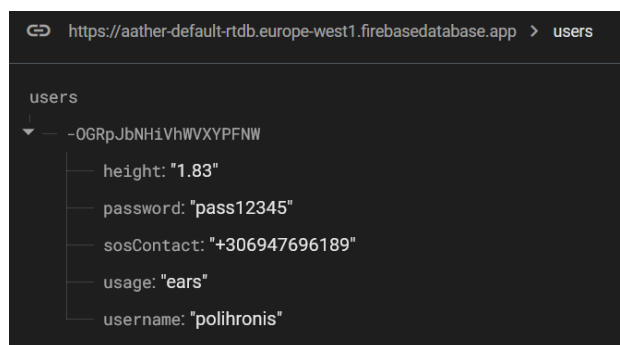 https://aather-default-rtdb.europe-west1.firebasedatabase.app > users
users
-OGRpJbNHiVhWVXYPFNW
height: "1.83"
password: "pass12345"
sosContact: "+306947696189"
usage: "ears"
username: "polihronis"